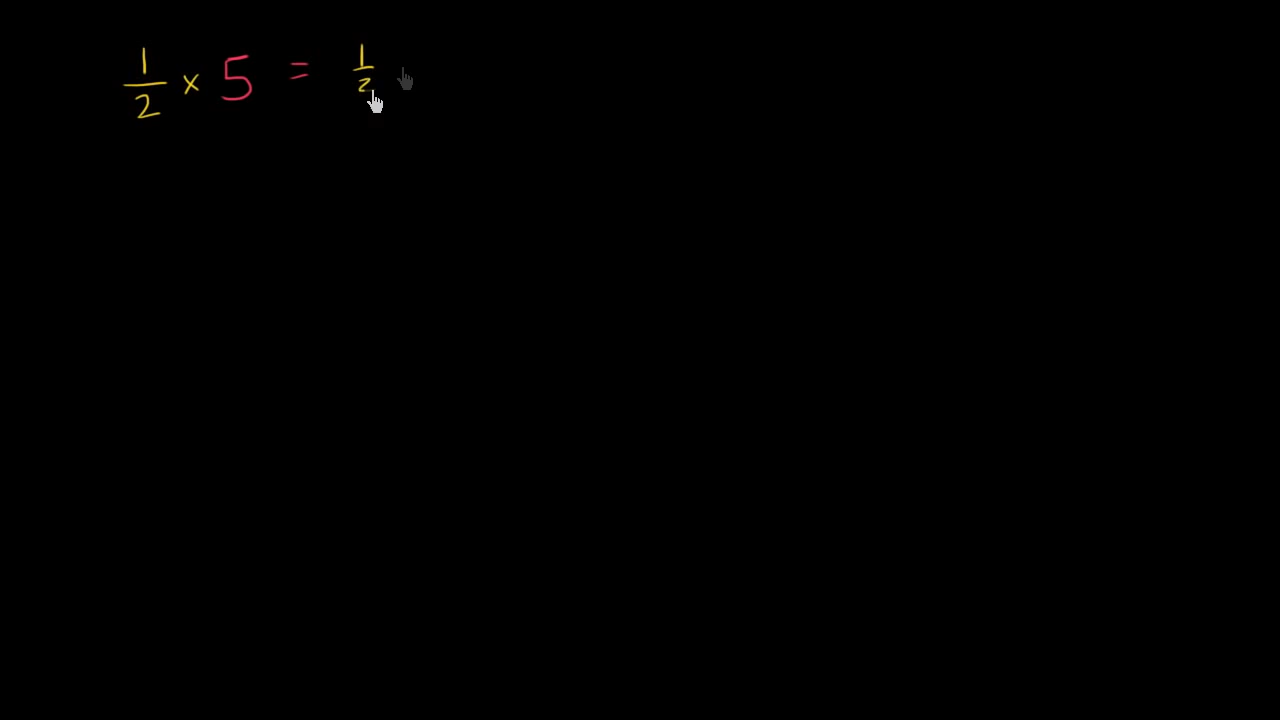 1/2 × 5 = 1/2